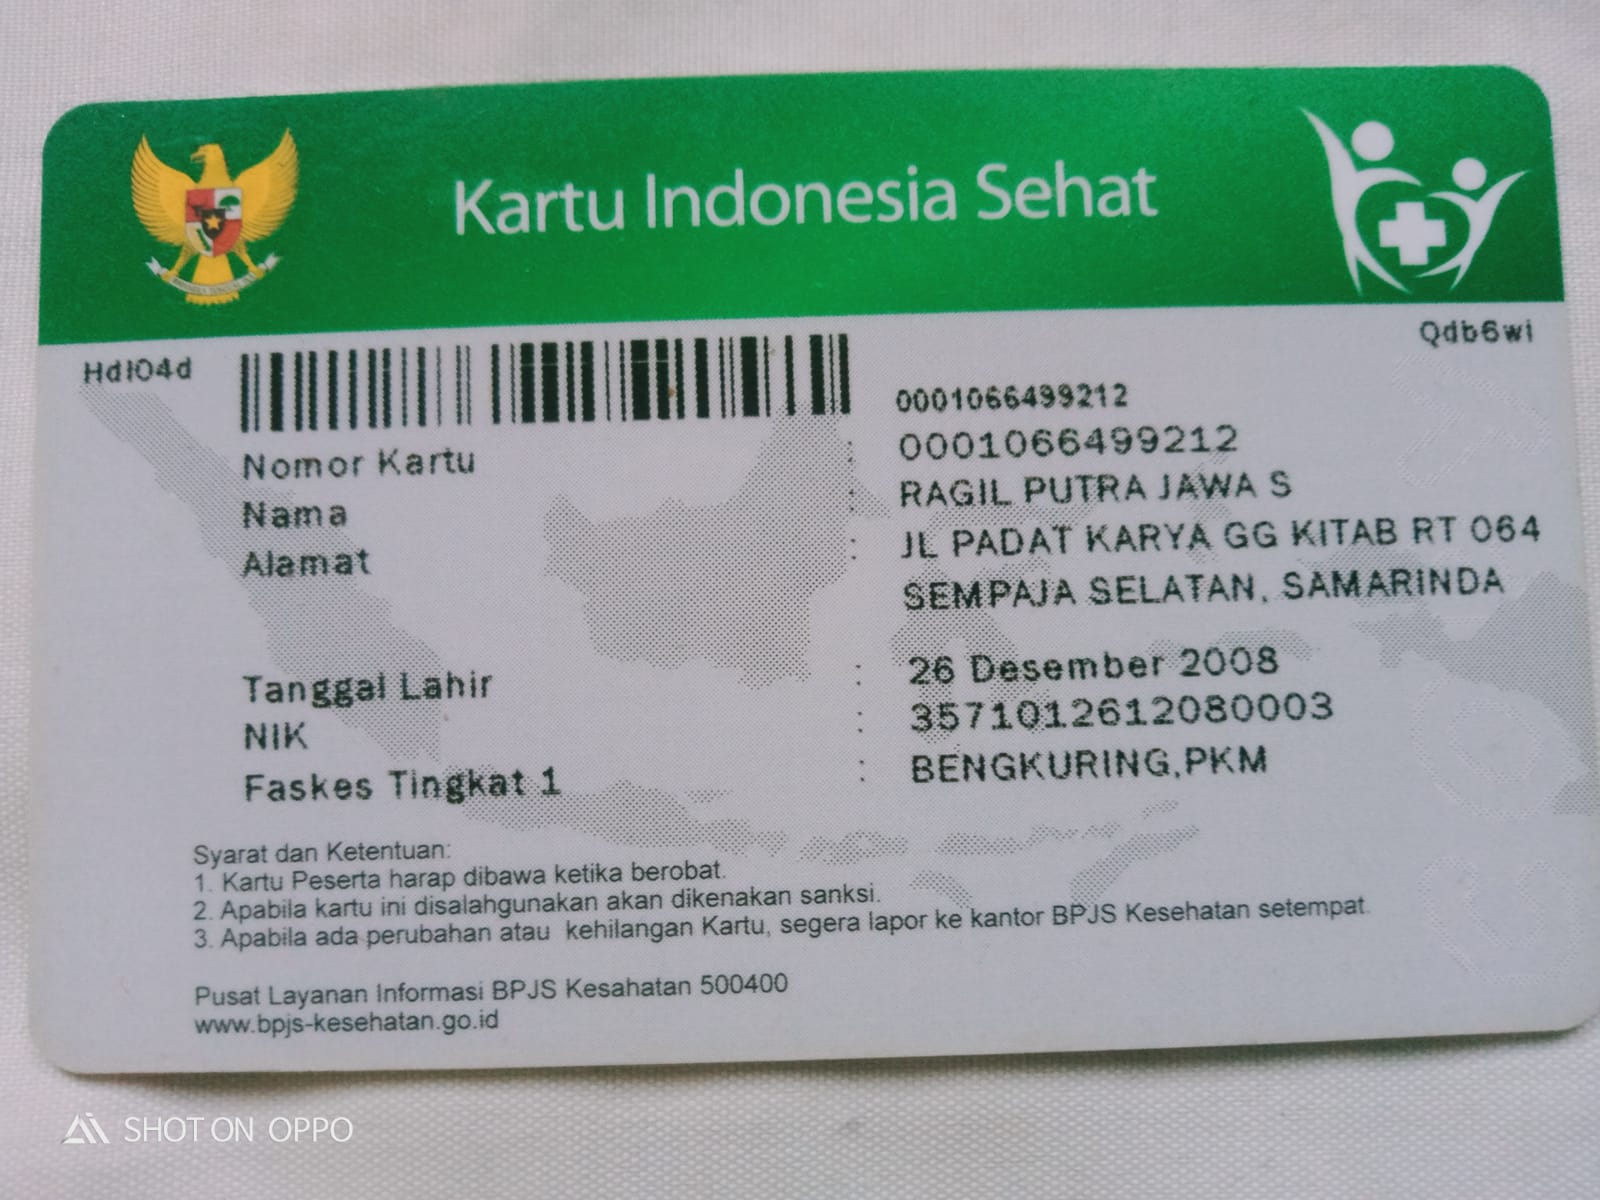 Kartu Indonesia Sehat
HdI04d
Qdb6wi
0001066499212
Nomor Kartu : 0001066499212
Nama : RAGIL PUTRA JAWA S
Alamat : JL PADAT KARYA GG KITAB RT 064
SEMPAJA SELATAN, SAMARINDA
Tanggal Lahir : 26 Desember 2008
NIK : 3571012612080003
Faskes Tingkat 1 : BENGKURING,PKM
Syarat dan Ketentuan:
1. Kartu Peserta harap dibawa ketika berobat.
2. Apabila kartu ini disalahgunakan akan dikenakan sanksi.
3. Apabila ada perubahan atau kehilangan Kartu, segera lapor ke kantor BPJS Kesehatan setempat.
Pusat Layanan Informasi BPJS Kesahatan 500400
www.bpjs-kesehatan.go.id
SHOT ON OPPO